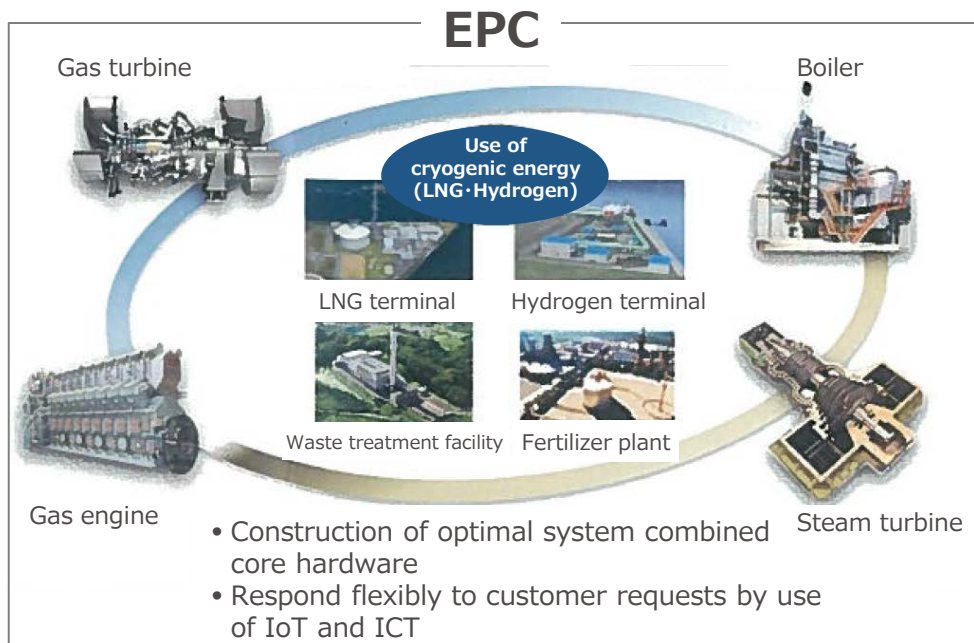 EPC
Gas turbine
Boiler
Use of
cryogenic energy
(LNG･Hydrogen)
LNG terminal
Hydrogen terminal
Waste treatment facility
Fertilizer plant
Gas engine
Steam turbine
• Construction of optimal system combined
core hardware
• Respond flexibly to customer requests by use
of IoT and ICT